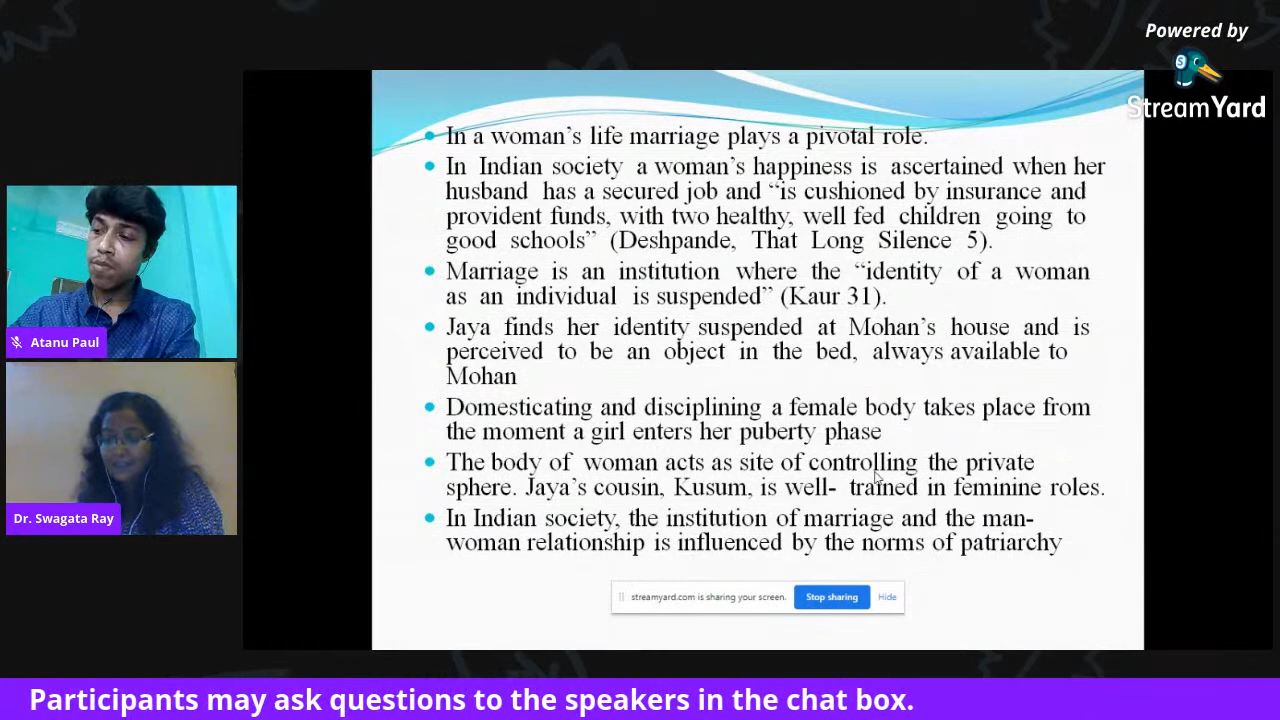 Powered by
StreamYard
In a woman’s life marriage plays a pivotal role.
In Indian society a woman’s happiness is ascertained when her
husband has a secured job and “is cushioned by insurance and
provident funds, with two healthy, well fed children going to
good schools” (Deshpande, That Long Silence 5).
Marriage is an institution where the “identity of a woman
as an individual is suspended” (Kaur 31).
Jaya finds her identity suspended at Mohan’s house and is
perceived to be an object in the bed, always available to
Mohan
Domesticating and disciplining a female body takes place from
the moment a girl enters her puberty phase
The body of woman acts as site of controlling the private
sphere. Jaya’s cousin, Kusum, is well- trained in feminine roles.
In Indian society, the institution of marriage and the man-
woman relationship is influenced by the norms of patriarchy
streamyard.com is sharing your screen. Stop sharing Hide
Atanu Paul
Dr. Swagata Ray
Participants may ask questions to the speakers in the chat box.